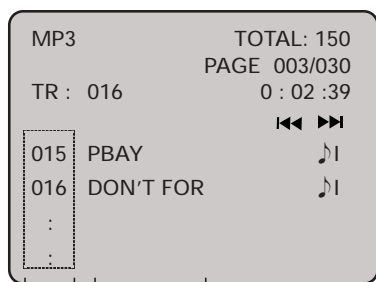 MP3 TOTAL: 150
PAGE 003/030
TR : 016 0 : 02 :39
015 PBAY
016 DON'T FOR
:
: